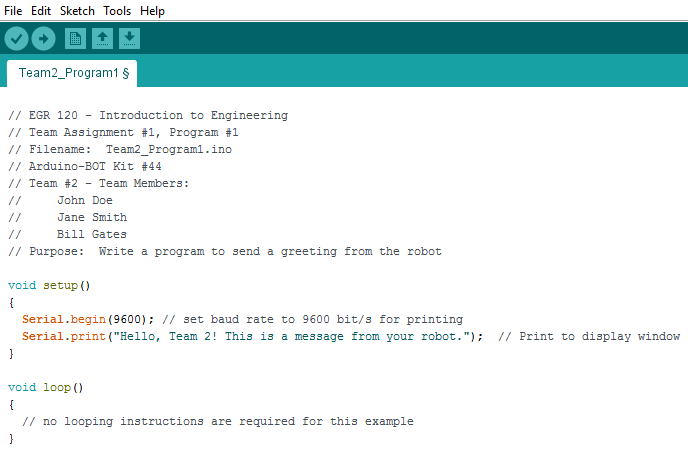 File Edit Sketch Tools Help
Team2_Program1 §
// EGR 120 - Introduction to Engineering
// Team Assignment #1, Program #1
// Filename:  Team2_Program1.ino
// Arduino-BOT Kit #44
// Team #2 - Team Members:
//     John Doe
//     Jane Smith
//     Bill Gates
// Purpose:  Write a program to send a greeting from the robot
void setup()
{
  Serial.begin(9600); // set baud rate to 9600 bit/s for printing
  Serial.print("Hello, Team 2! This is a message from your robot.");  // Print to display window
}
void loop()
{
  // no looping instructions are required for this example
}